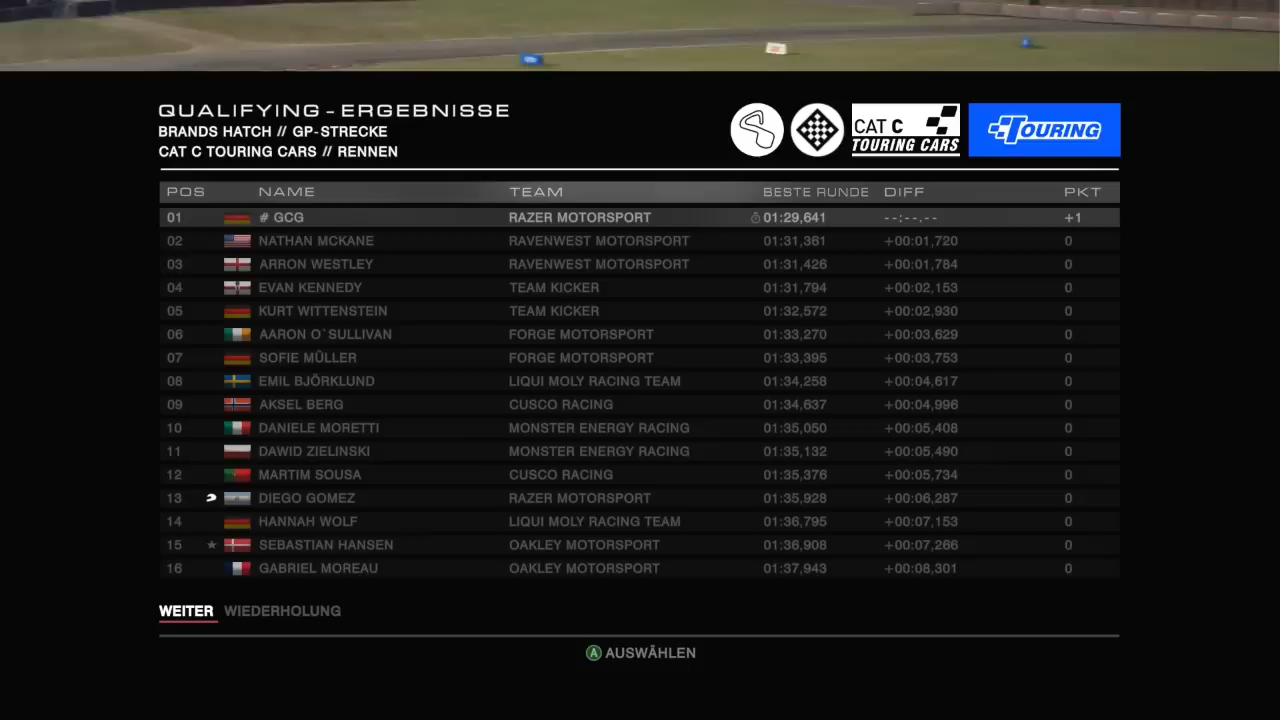 QUALIFYING - ERGEBNISSE
BRANDS HATCH // GP-STRECKE
CAT C TOURING CARS // RENNEN
CAT C
TOURING CARS
TOURING
POS NAME TEAM BESTE RUNDE DIFF PKT
01 # GCG RAZER MOTORSPORT 01:29,641 --:--.-- +1
02 NATHAN MCKANE RAVENWEST MOTORSPORT 01:31,361 +00:01,720 0
03 ARRON WESTLEY RAVENWEST MOTORSPORT 01:31,426 +00:01,784 0
04 EVAN KENNEDY TEAM KICKER 01:31,794 +00:02,153 0
05 KURT WITTENSTEIN TEAM KICKER 01:32,572 +00:02,930 0
06 AARON O`SULLIVAN FORGE MOTORSPORT 01:33,270 +00:03,629 0
07 SOFIE MÜLLER FORGE MOTORSPORT 01:33,395 +00:03,753 0
08 EMIL BJÖRKLUND LIQUI MOLY RACING TEAM 01:34,258 +00:04,617 0
09 AKSEL BERG CUSCO RACING 01:34,637 +00:04,996 0
10 DANIELE MORETTI MONSTER ENERGY RACING 01:35,050 +00:05,408 0
11 DAWID ZIELINSKI MONSTER ENERGY RACING 01:35,132 +00:05,490 0
12 MARTIM SOUSA CUSCO RACING 01:35,376 +00:05,734 0
13 DIEGO GOMEZ RAZER MOTORSPORT 01:35,928 +00:06,287 0
14 HANNAH WOLF LIQUI MOLY RACING TEAM 01:36,795 +00:07,153 0
15 SEBASTIAN HANSEN OAKLEY MOTORSPORT 01:36,908 +00:07,266 0
16 GABRIEL MOREAU OAKLEY MOTORSPORT 01:37,943 +00:08,301 0
WEITER WIEDERHOLUNG
A AUSWÄHLEN